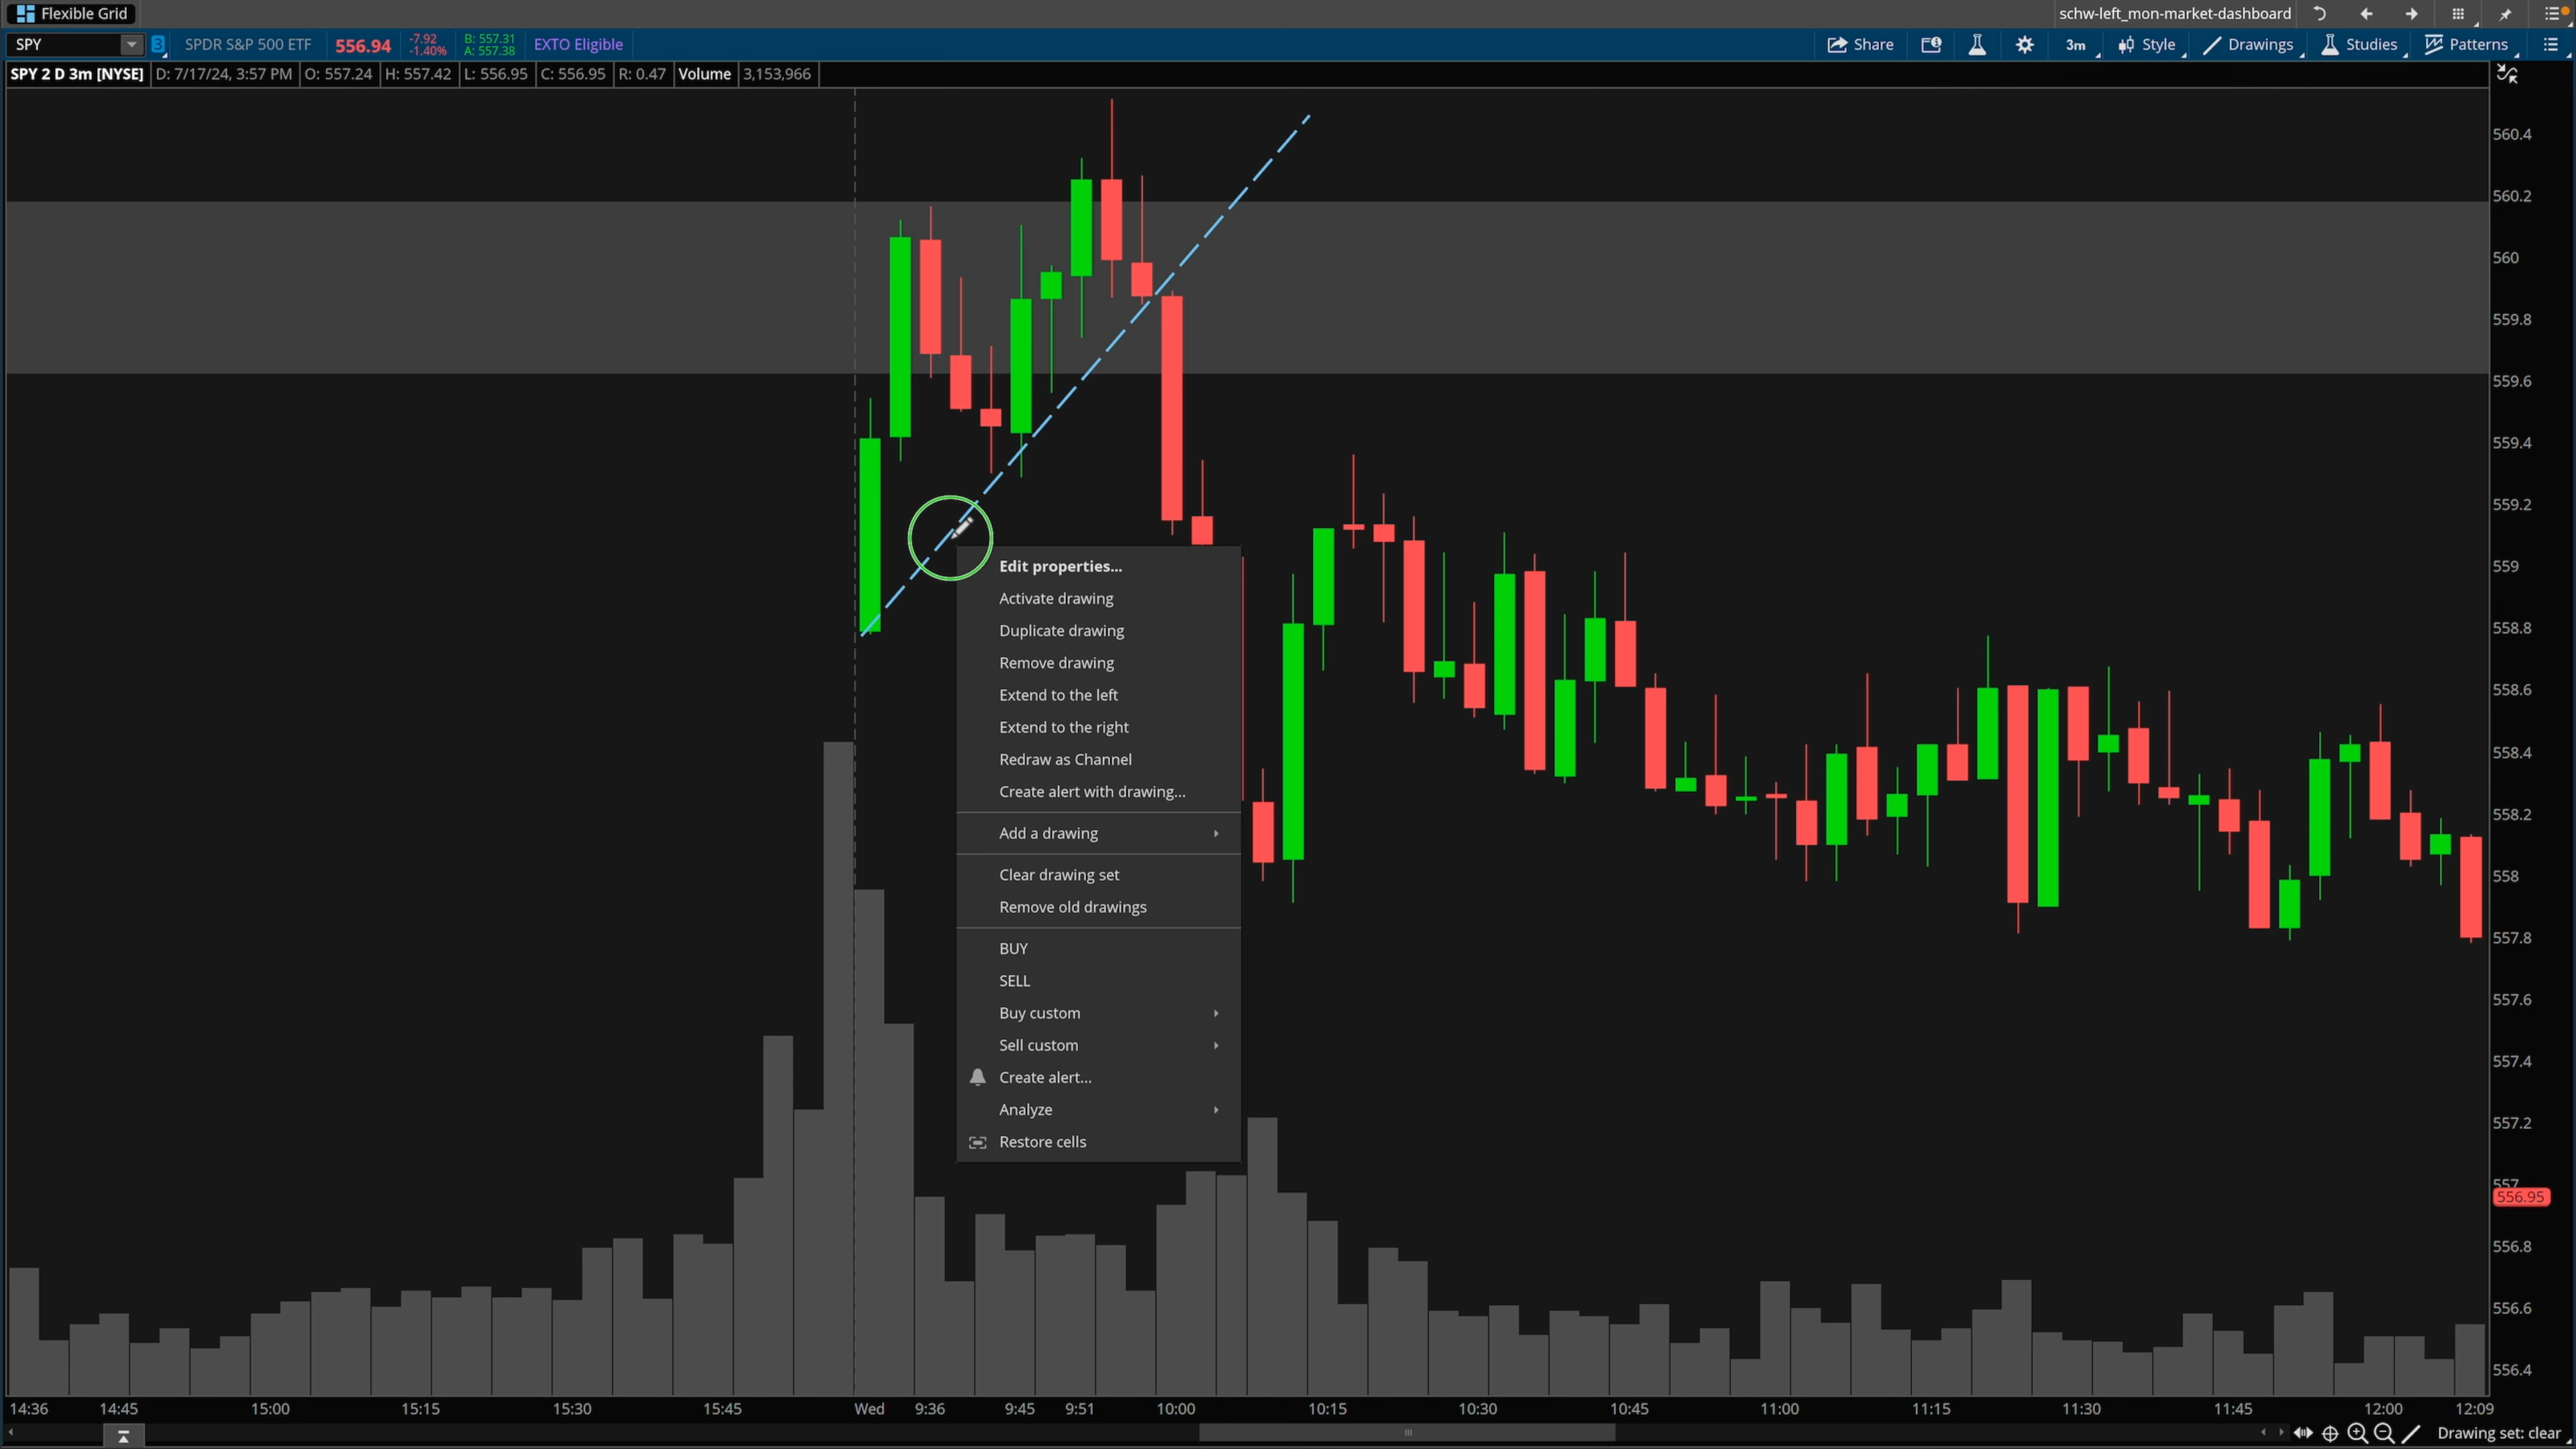 Flexible Grid
schw-left_mon-market-dashboard
SPY
3
SPDR S&P 500 ETF
556.94
-7.92
-1.40%
B: 557.31
A: 557.38
EXTO Eligible
Share
3m
Style
Drawings
Studies
Patterns
SPY 2 D 3m [NYSE] D: 7/17/24, 3:57 PM O: 557.24 H: 557.42 L: 556.95 C: 556.95 R: 0.47 Volume 3,153,966
560.4
560.2
560
559.8
559.6
559.4
559.2
559
558.8
558.6
558.4
558.2
558
557.8
557.6
557.4
557.2
557
556.95
556.8
556.6
556.4
Edit properties...
Activate drawing
Duplicate drawing
Remove drawing
Extend to the left
Extend to the right
Redraw as Channel
Create alert with drawing...
Add a drawing
Clear drawing set
Remove old drawings
BUY
SELL
Buy custom
Sell custom
Create alert...
Analyze
Restore cells
14:36 14:45 15:00 15:15 15:30 15:45 Wed 9:36 9:45 9:51 10:00 10:15 10:30 10:45 11:00 11:15 11:30 11:45 12:00 12:09
Drawing set: clear